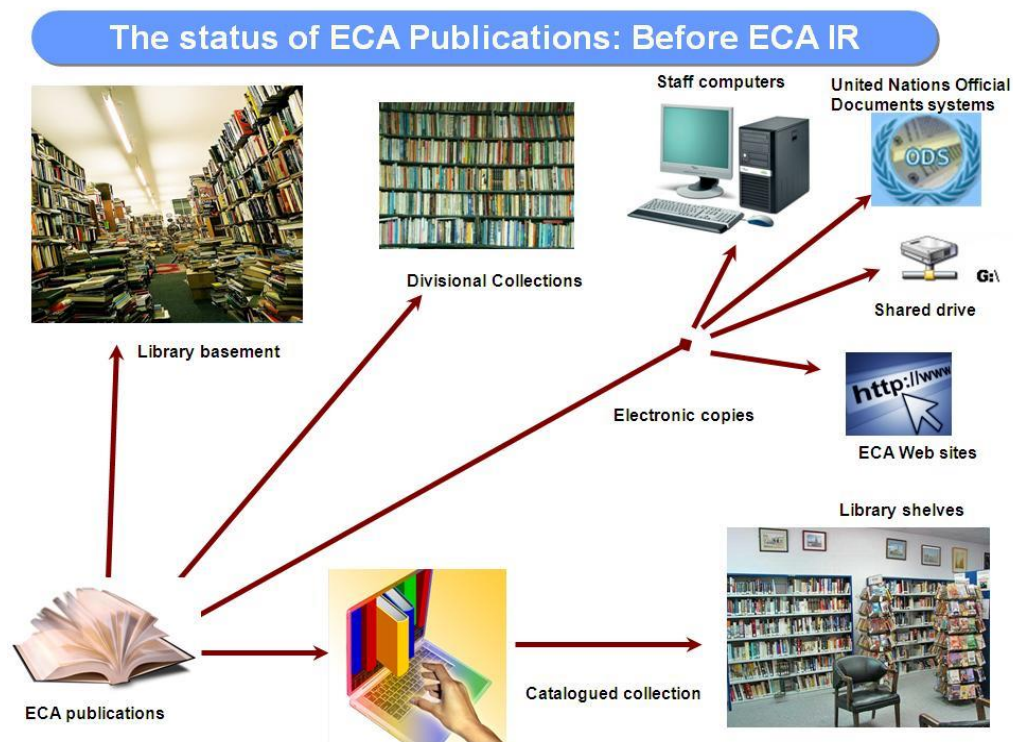 The status of ECA Publications: Before ECA IR
Staff computers
United Nations Official
Documents systems
ODS
Divisional Collections
G:\
Shared drive
Library basement
http://www
Electronic copies
ECA Web sites
Library shelves
Catalogued collection
ECA publications